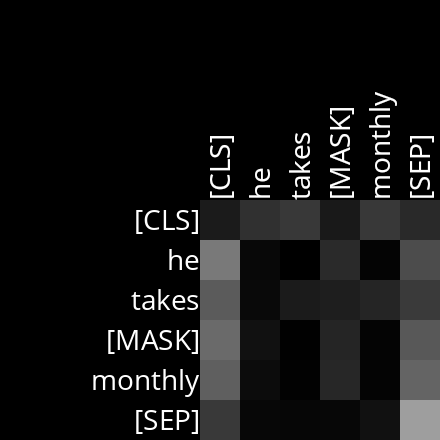 [CLS] he takes [MASK] monthly [SEP]
[CLS]
he
takes
[MASK]
monthly
[SEP]